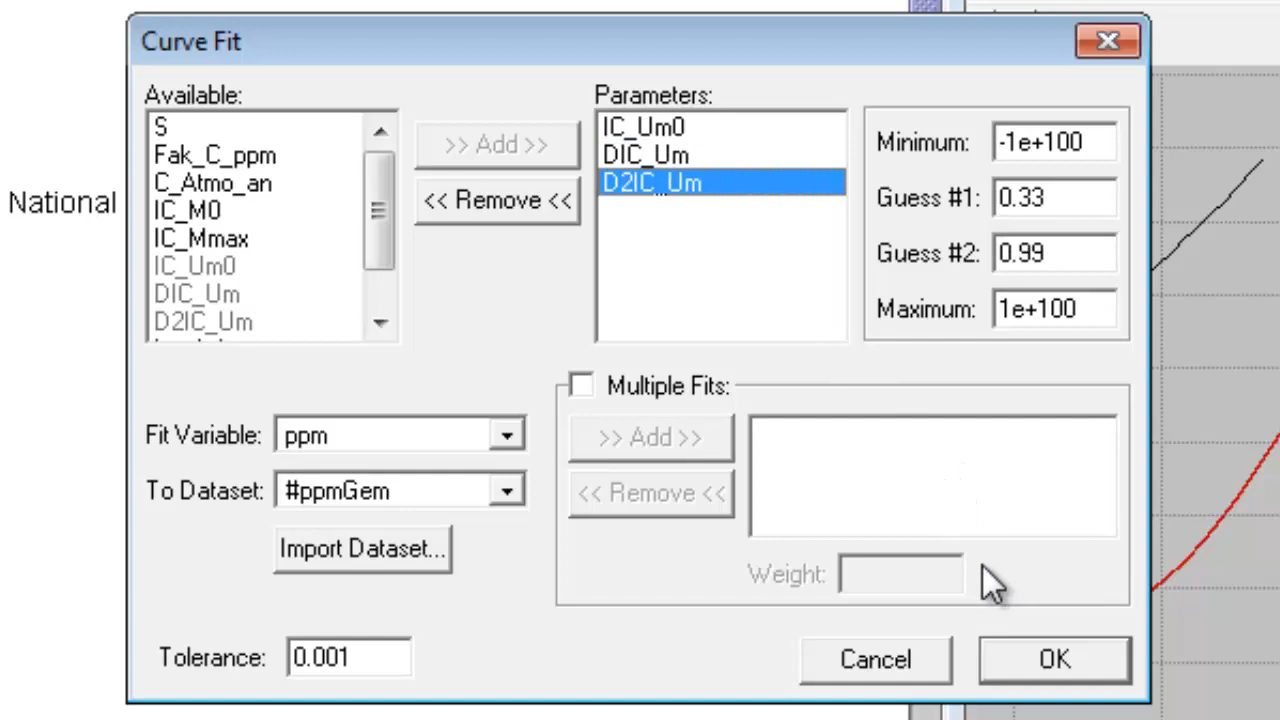 Curve Fit
Available:
S
Fak_C_ppm
C_Atmo_an
IC_M0
IC_Mmax
IC_Um0
DIC_Um
D2IC_Um
>> Add >>
<< Remove <<
Parameters:
IC_Um0
DIC_Um
D2IC_Um
Minimum: -1e+100
Guess #1: 0.33
Guess #2: 0.99
Maximum: 1e+100
National
Multiple Fits:
>> Add >>
<< Remove <<
Weight:
Fit Variable: ppm
To Dataset: #ppmGem
Import Dataset...
Tolerance: 0.001
Cancel
OK